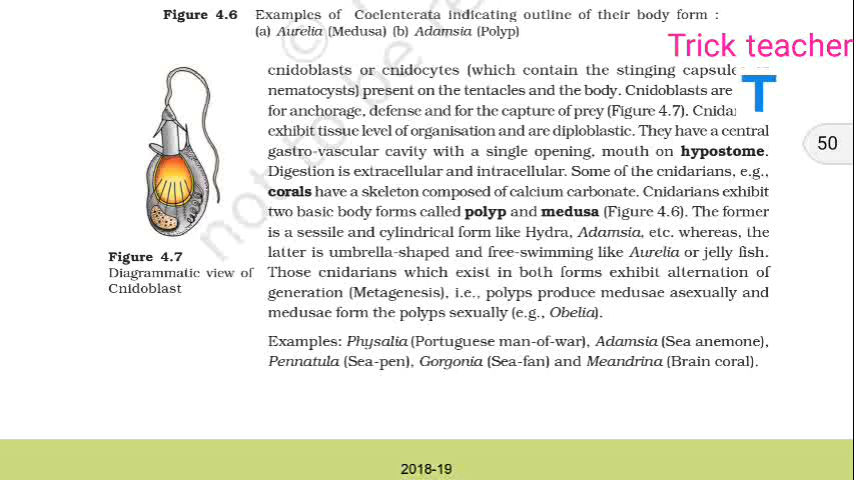 Figure 4.6 Examples of Coelenterata indicating outline of their body form :
(a) Aurelia (Medusa) (b) Adamsia (Polyp)
Trick teacher
T
cnidoblasts or cnidocytes (which contain the stinging capsules
nematocysts) present on the tentacles and the body. Cnidoblasts are
for anchorage, defense and for the capture of prey (Figure 4.7).
exhibit tissue level of organisation and are diploblastic. They have a central
gastro-vascular cavity with a single opening, mouth on hypostome.
Digestion is extracellular and intracellular. Some of the cnidarians, e.g.,
corals have a skeleton composed of calcium carbonate. Cnidarians exhibit
two basic body forms called polyp and medusa (Figure 4.6). The former
is a sessile and cylindrical form like Hydra, Adamsia, etc. whereas, the
latter is umbrella-shaped and free-swimming like Aurelia or jelly fish.
Those cnidarians which exist in both forms exhibit alternation of
generation (Metagenesis), i.e., polyps produce medusae asexually and
medusae form the polyps sexually (e.g., Obelia).
Figure 4.7
Diagrammatic view of
Cnidoblast
Examples: Physalia (Portuguese man-of-war), Adamsia (Sea anemone),
Pennatula (Sea-pen), Gorgonia (Sea-fan) and Meandrina (Brain coral).
50
© not to be re
2018-19